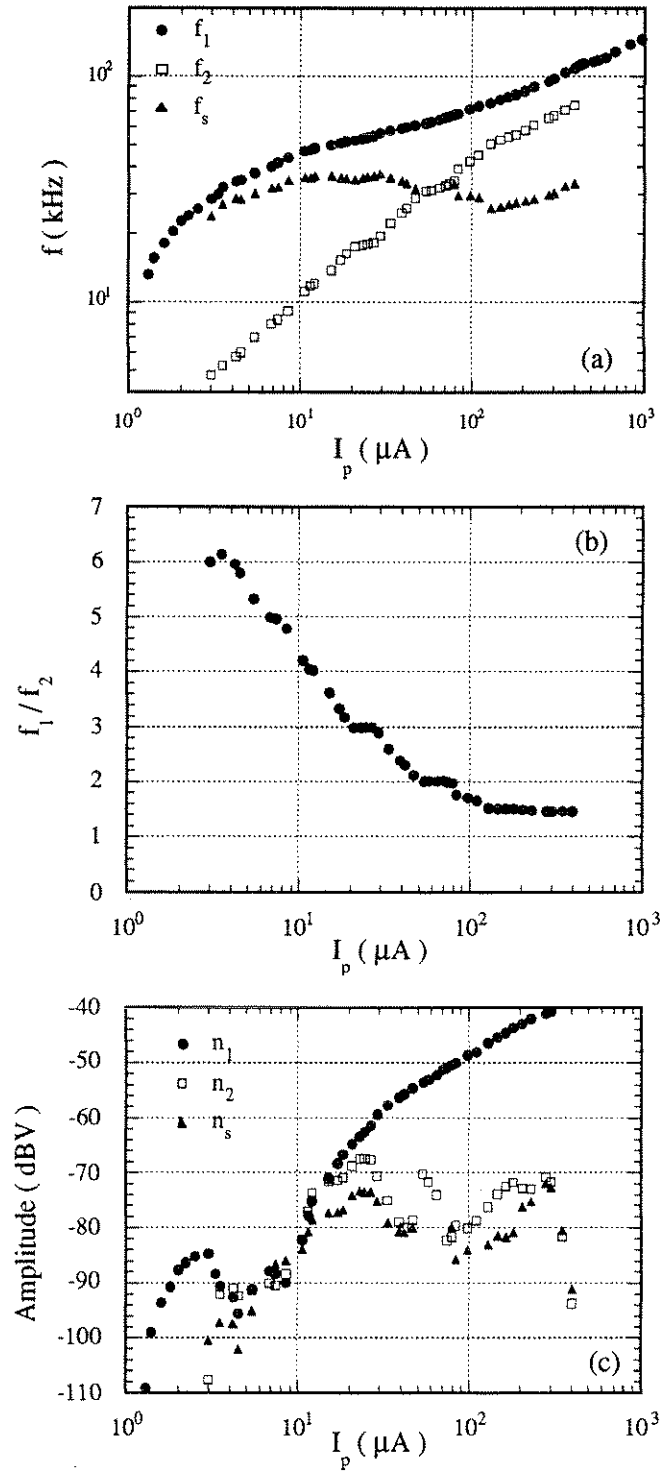 f₁
f₂
fₛ
10²
10¹
f ( kHz )
(a)
10⁰ 10¹ 10² 10³
Iₚ ( μA )
7
6
5
4
3
2
1
0
f₁ / f₂
(b)
10⁰ 10¹ 10² 10³
Iₚ ( μA )
-40
-50
-60
-70
-80
-90
-100
-110
n₁
n₂
nₛ
Amplitude ( dBV )
(c)
10⁰ 10¹ 10² 10³
Iₚ ( μA )